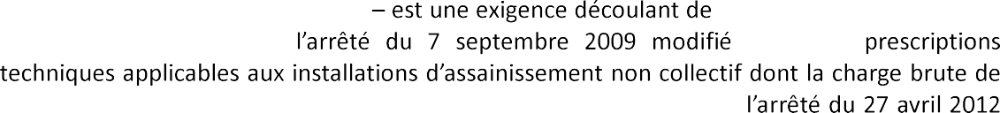 – est une exigence découlant de
l’arrêté du 7 septembre 2009 modifié prescriptions
techniques applicables aux installations d’assainissement non collectif dont la charge brute de
l’arrêté du 27 avril 2012